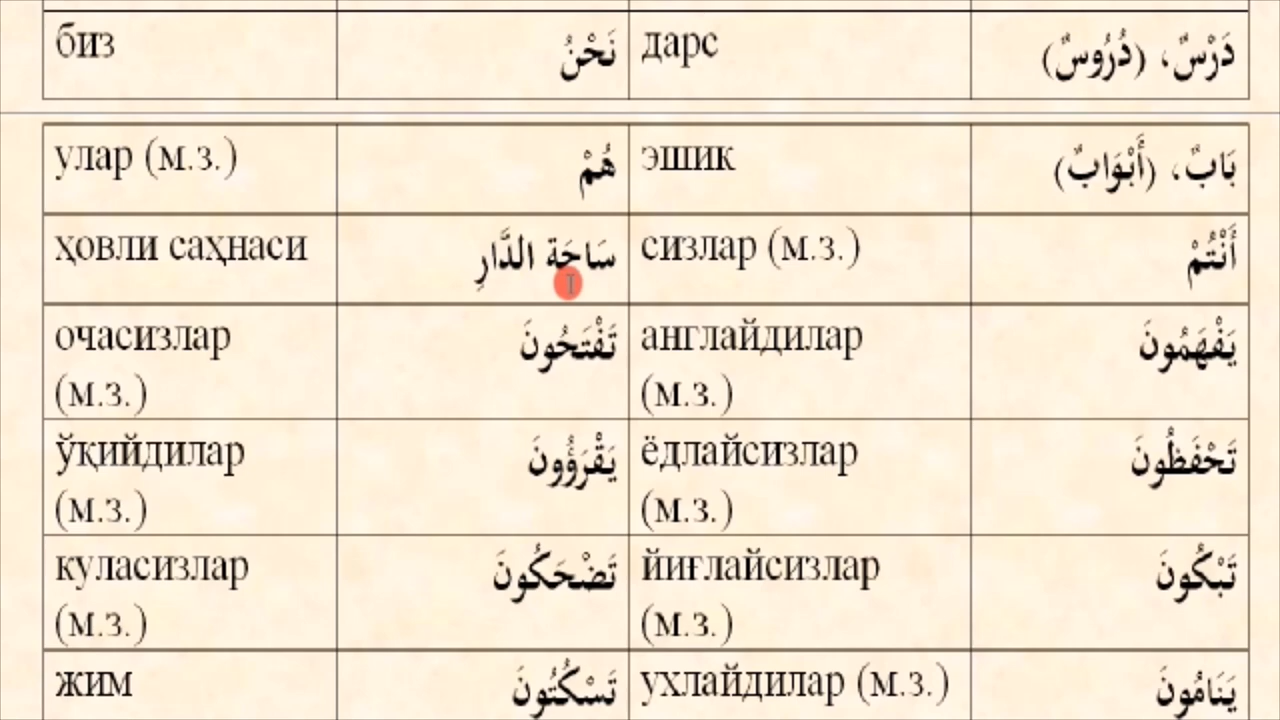 биз نَحْنُ дарс دَرْسٌ، (دُرُوسٌ)
улар (м.з.) هُمْ эшик بَابٌ، (أَبْوَابٌ)
ҳовли саҳнаси سَاحَة الدَّارِ сизлар (м.з.) أَنْتُمْ
очасизлар تَفْتَحُونَ англайдилар يَفْهَمُونَ
(м.з.) (м.з.)
ўқийдилар يَقْرَؤُونَ ёдлайсизлар تَحْفَظُونَ
(м.з.) (м.з.)
куласизлар تَضْحَكُونَ йиғлайсизлар تَبْكُونَ
(м.з.) (м.з.)
жим تَسْكُتُونَ ухлайдилар (м.з.) يَنَامُونَ